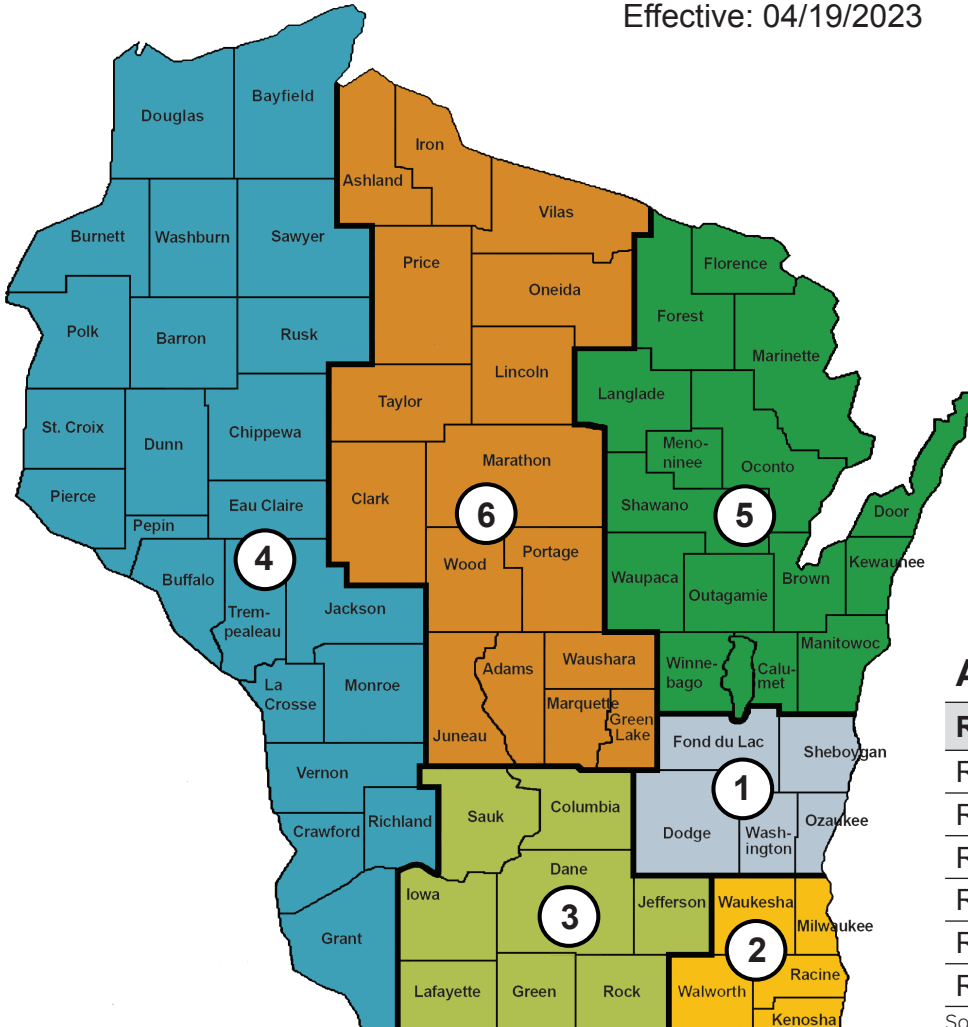 Effective: 04/19/2023
Bayfield
Douglas
Iron
Ashland
Vilas
Burnett
Washburn
Sawyer
Price
Florence
Oneida
Forest
Polk
Barron
Rusk
Marinette
Lincoln
Langlade
Taylor
St. Croix
Dunn
Chippewa
Meno-
ninee
Marathon
Oconto
Pierce
Clark
Eau Claire
Shawano
6
5
Door
Pepin
4
Wood
Portage
Kewaunee
Buffalo
Waupaca
Brown
Outagamie
Jackson
Trem-
pealeau
Manitowoc
Adams
Waushara
Winne-
bago
Calu-
met
La
Crosse
Monroe
Marquette
Green
Lake
Juneau
Fond du Lac
Sheboygan
Vernon
1
Columbia
Sauk
Richland
Crawford
Dodge
Wash-
ington
Ozaukee
Dane
Iowa
Jefferson
Waukesha
3
Milwaukee
Grant
2
Racine
Lafayette
Green
Rock
Walworth
Kenosha
A
R
R
R
R
R
R
R
So